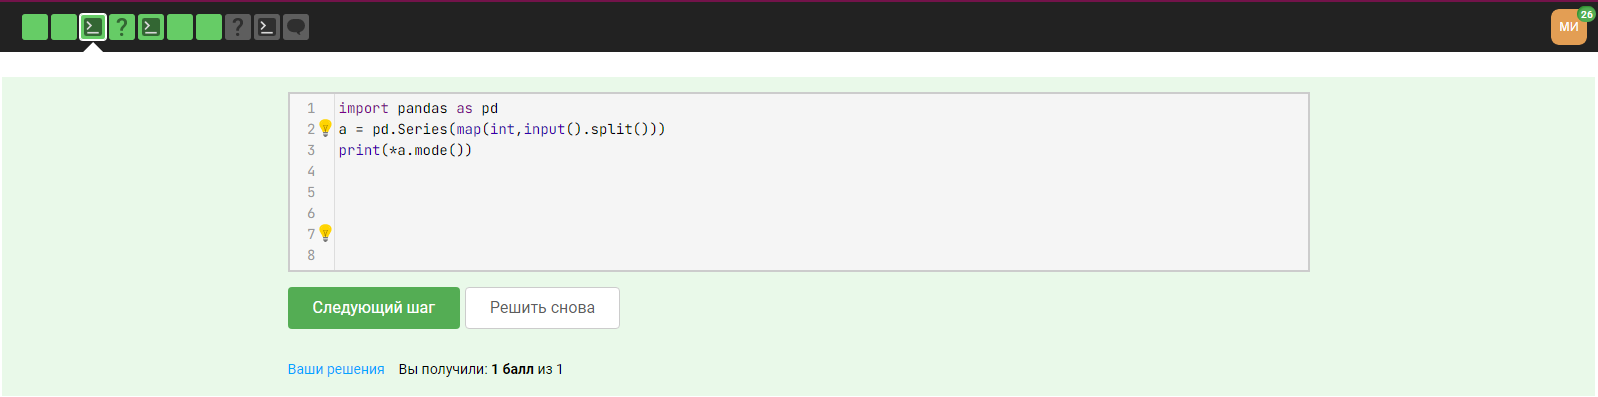 МИ 26
1 import pandas as pd
2 a = pd.Series(map(int,input().split()))
3 print(*a.mode())
4
5
6
7
8
Следующий шаг Решить снова
Ваши решения Вы получили: 1 балл из 1